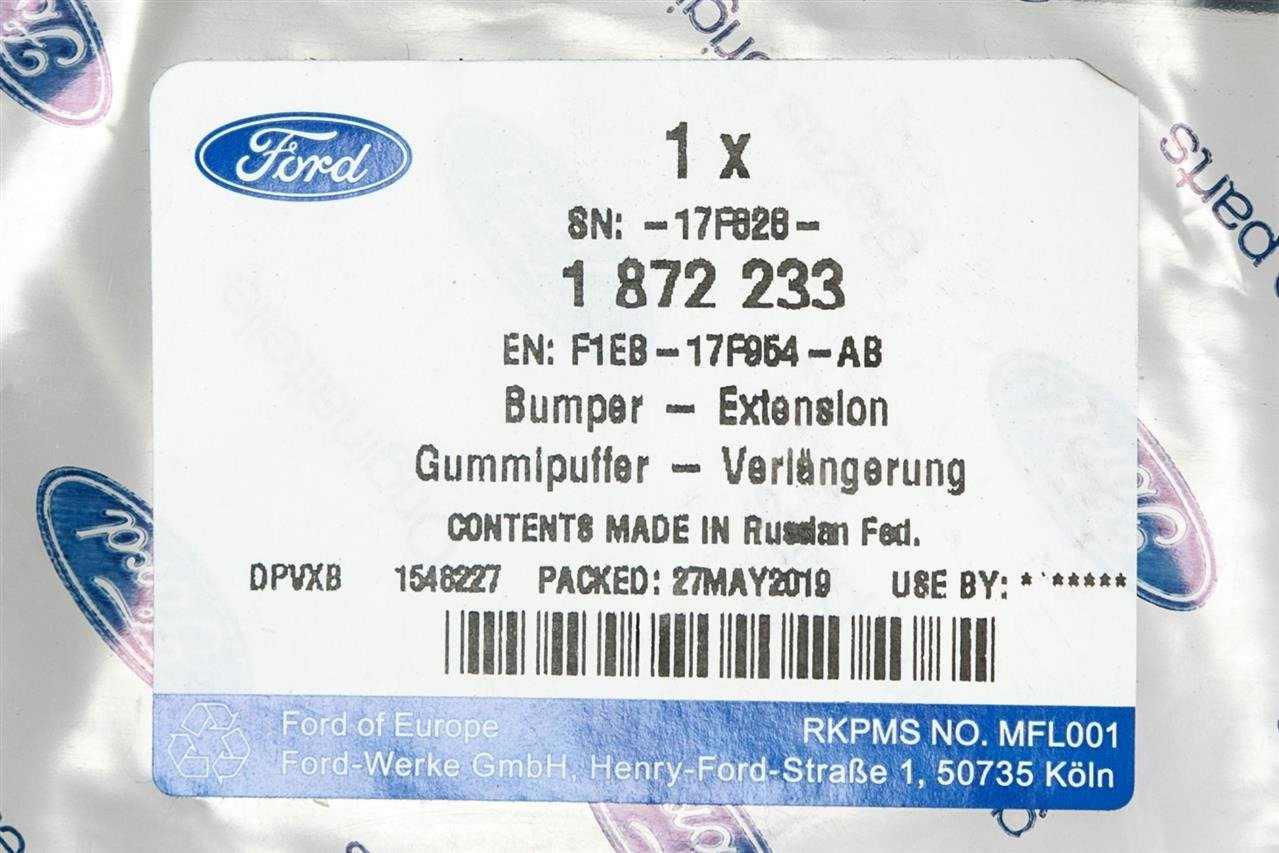 Ford
1 x
SN: -17F828-
1 872 233
EN: F1EB-17F954-AB
Bumper - Extension
Gummipuffer - Verlängerung
CONTENTS MADE IN Russian Fed.
DPVXB 1546227 PACKED: 27MAY2019 USE BY: * *****
Ford of Europe
RKPMS NO. MFL001
Ford-Werke GmbH, Henry-Ford-Straße 1, 50735 Köln
parts
Originalteile